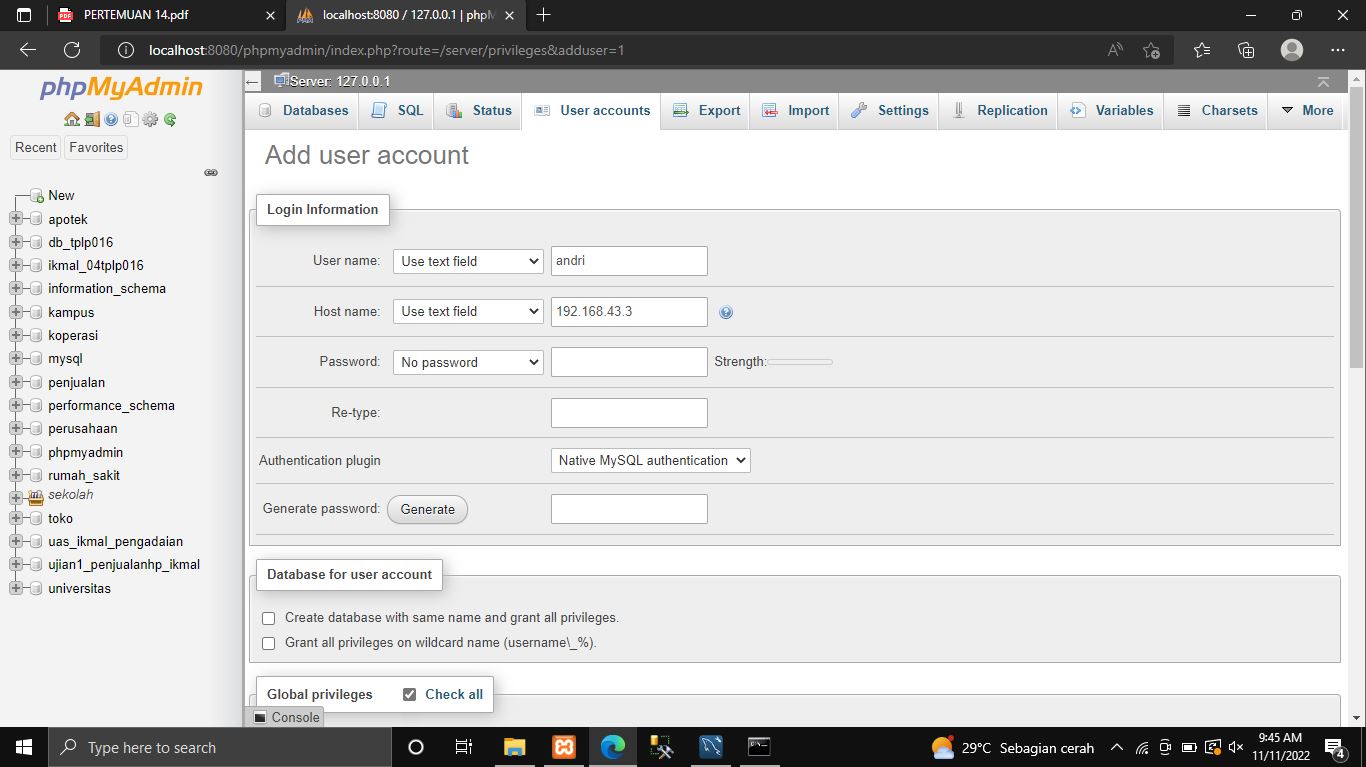 PERTEMUAN 14.pdf
localhost:8080 / 127.0.0.1 | phpM
localhost:8080/phpmyadmin/index.php?route=/server/privileges&adduser=1
phpMyAdmin
Recent Favorites
New
apotek
db_tplp016
ikmal_04tplp016
information_schema
kampus
koperasi
mysql
penjualan
performance_schema
perusahaan
phpmyadmin
rumah_sakit
sekolah
toko
uas_ikmal_pengadaian
ujian1_penjualanhp_ikmal
universitas
Server: 127.0.0.1
Databases SQL Status User accounts Export Import Settings Replication Variables Charsets More
Add user account
Login Information
User name: Use text field andri
Host name: Use text field 192.168.43.3
Password: No password Strength:
Re-type:
Authentication plugin Native MySQL authentication
Generate password: Generate
Database for user account
Create database with same name and grant all privileges.
Grant all privileges on wildcard name (username\_%).
Global privileges Check all
Console
Type here to search
29°C Sebagian cerah
9:45 AM
11/11/2022
4